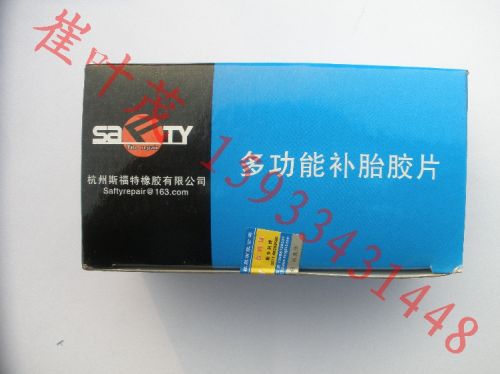 崔叶茂 15933431448
SaFTY
杭州斯福特橡胶有限公司
Saftyrepair@163.com
多功能补胎胶片